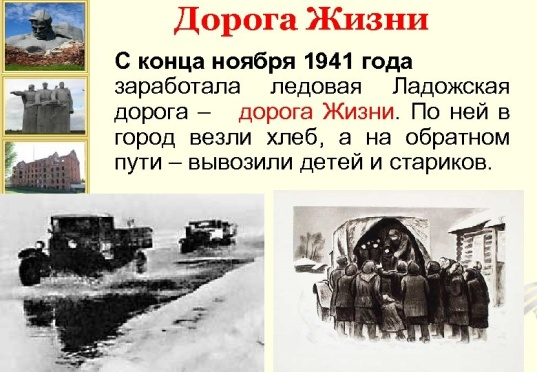 Дорога Жизни
С конца ноября 1941 года
заработала ледовая Ладожская
дорога – дорога Жизни. По ней в
город везли хлеб, а на обратном
пути – вывозили детей и стариков.